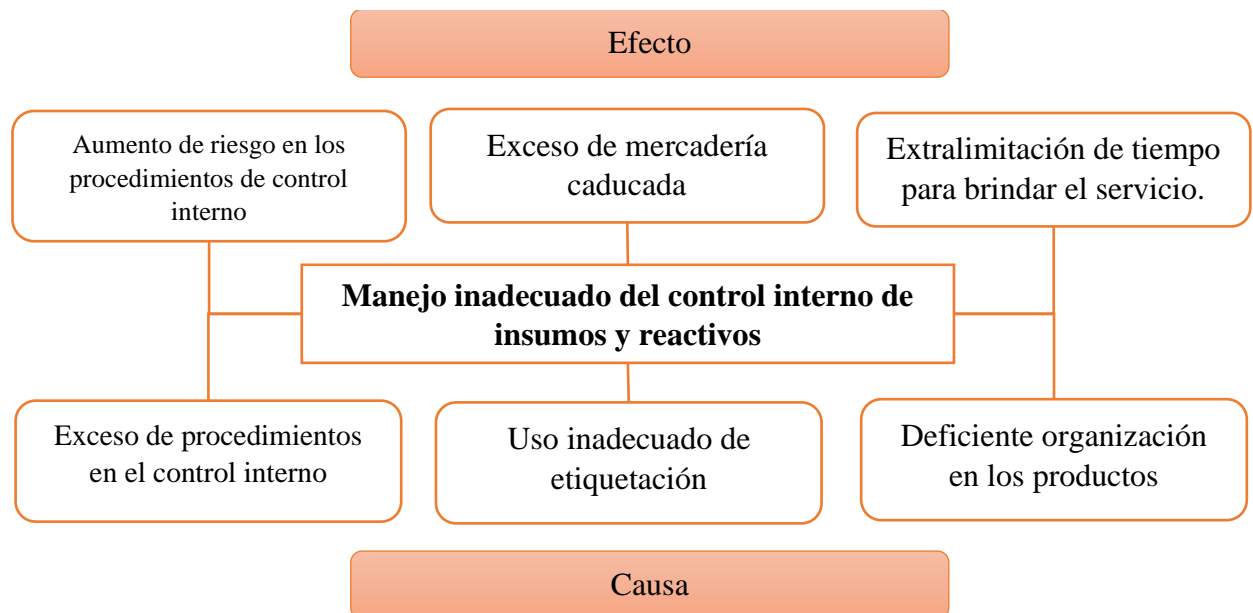 Efecto
Aumento de riesgo en los
procedimientos de control
interno
Exceso de mercadería
caducada
Extralimitación de tiempo
para brindar el servicio.
Manejo inadecuado del control interno de
insumos y reactivos
Exceso de procedimientos
en el control interno
Uso inadecuado de
etiquetación
Deficiente organización
en los productos
Causa